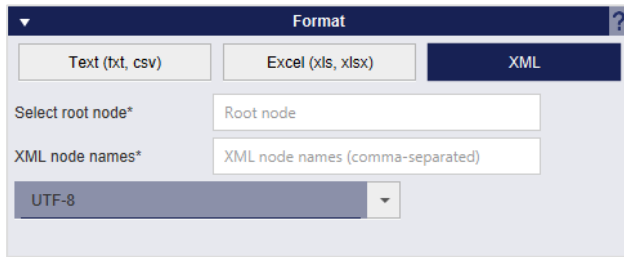 Format
?
Text (txt, csv) Excel (xls, xlsx) XML
Select root node* Root node
XML node names* XML node names (comma-separated)
UTF-8